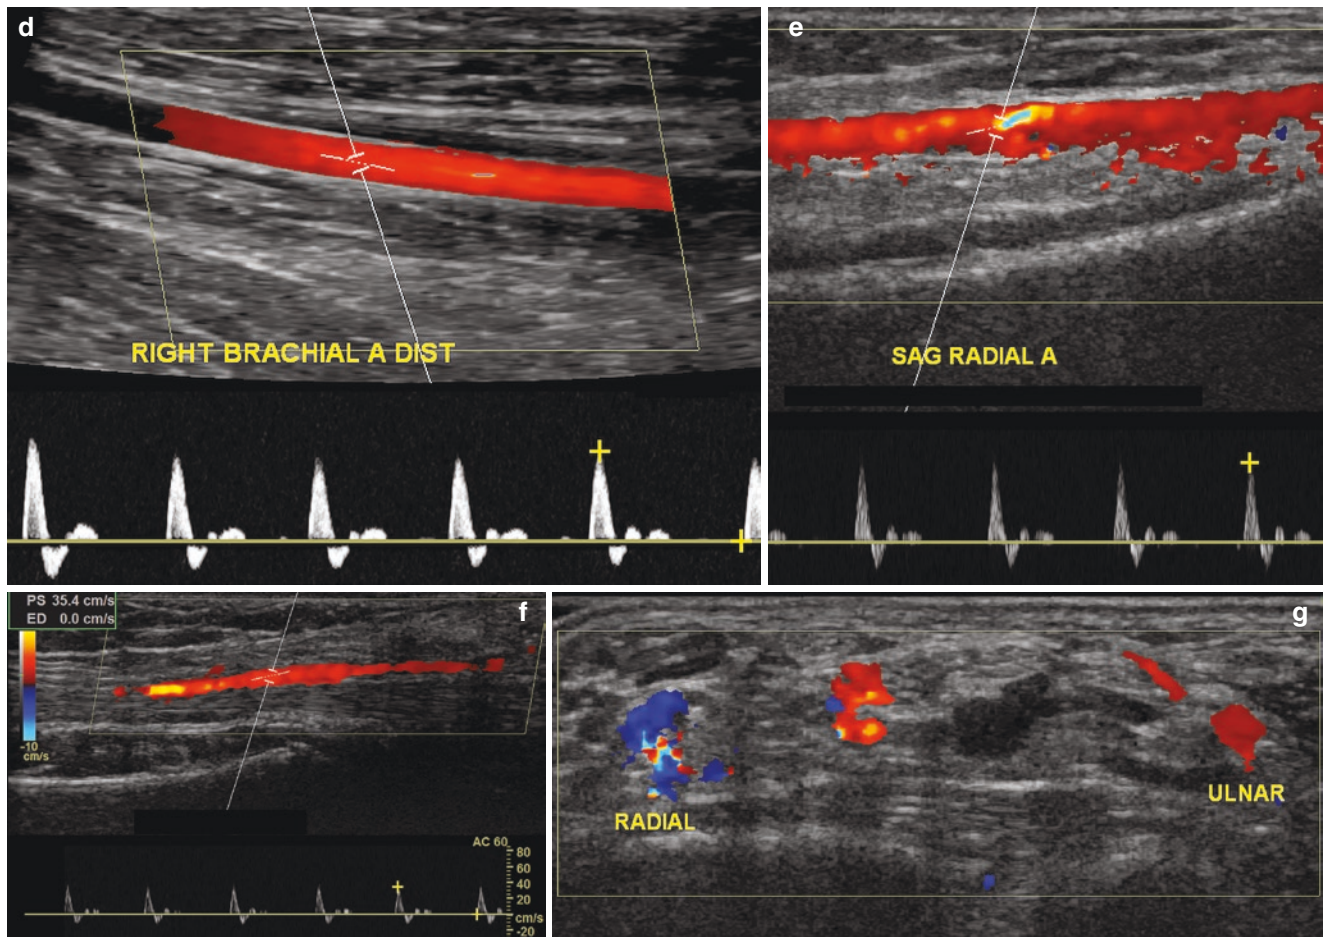 d
RIGHT BRACHIAL A DIST
e
SAG RADIAL A
PS 35.4 cm/s
ED 0.0 cm/s
-10
cm/s
f
AC 60
80
60
40
20
cm/s
-20
g
RADIAL
ULNAR